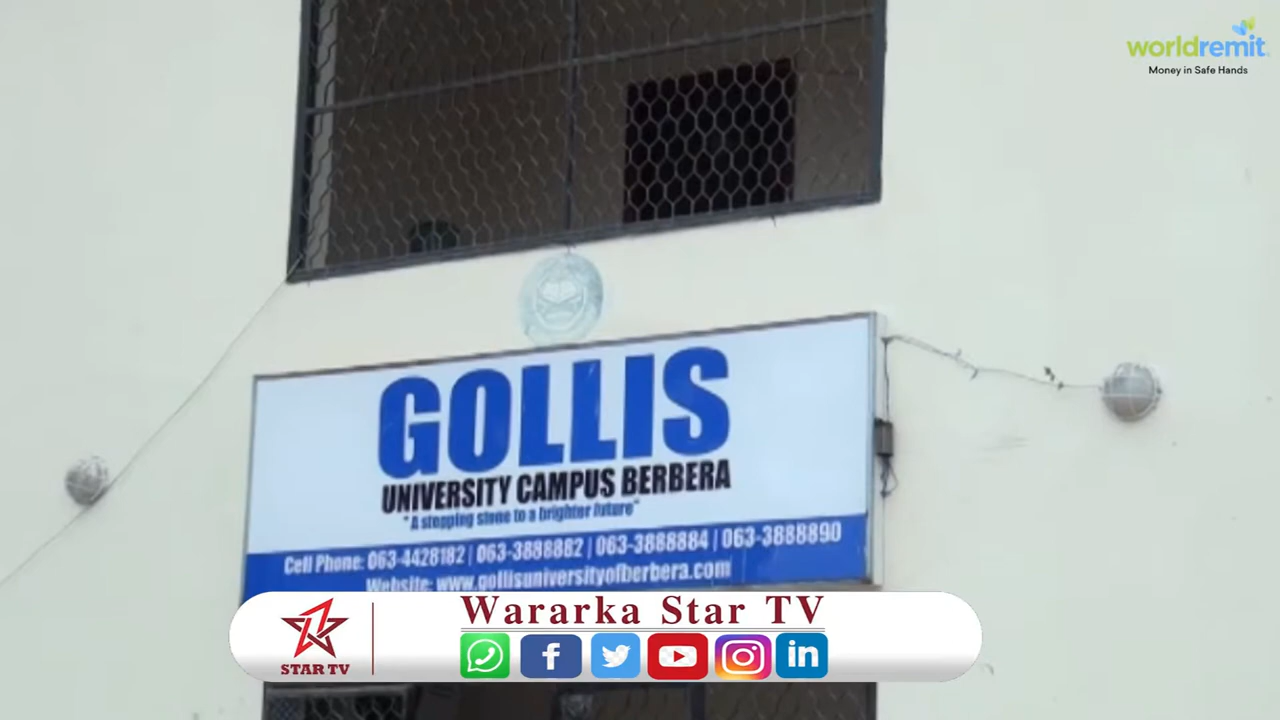 worldremit
Money in Safe Hands
GOLLIS
UNIVERSITY CAMPUS BERBERA
"A stepping stone to a brighter future"
Cell Phone: 063-4428182 | 063-3888882 | 063-3888884 | 063-3888890
Website: www.gollisuniversityofberbera.com
Wararka Star TV
STAR TV